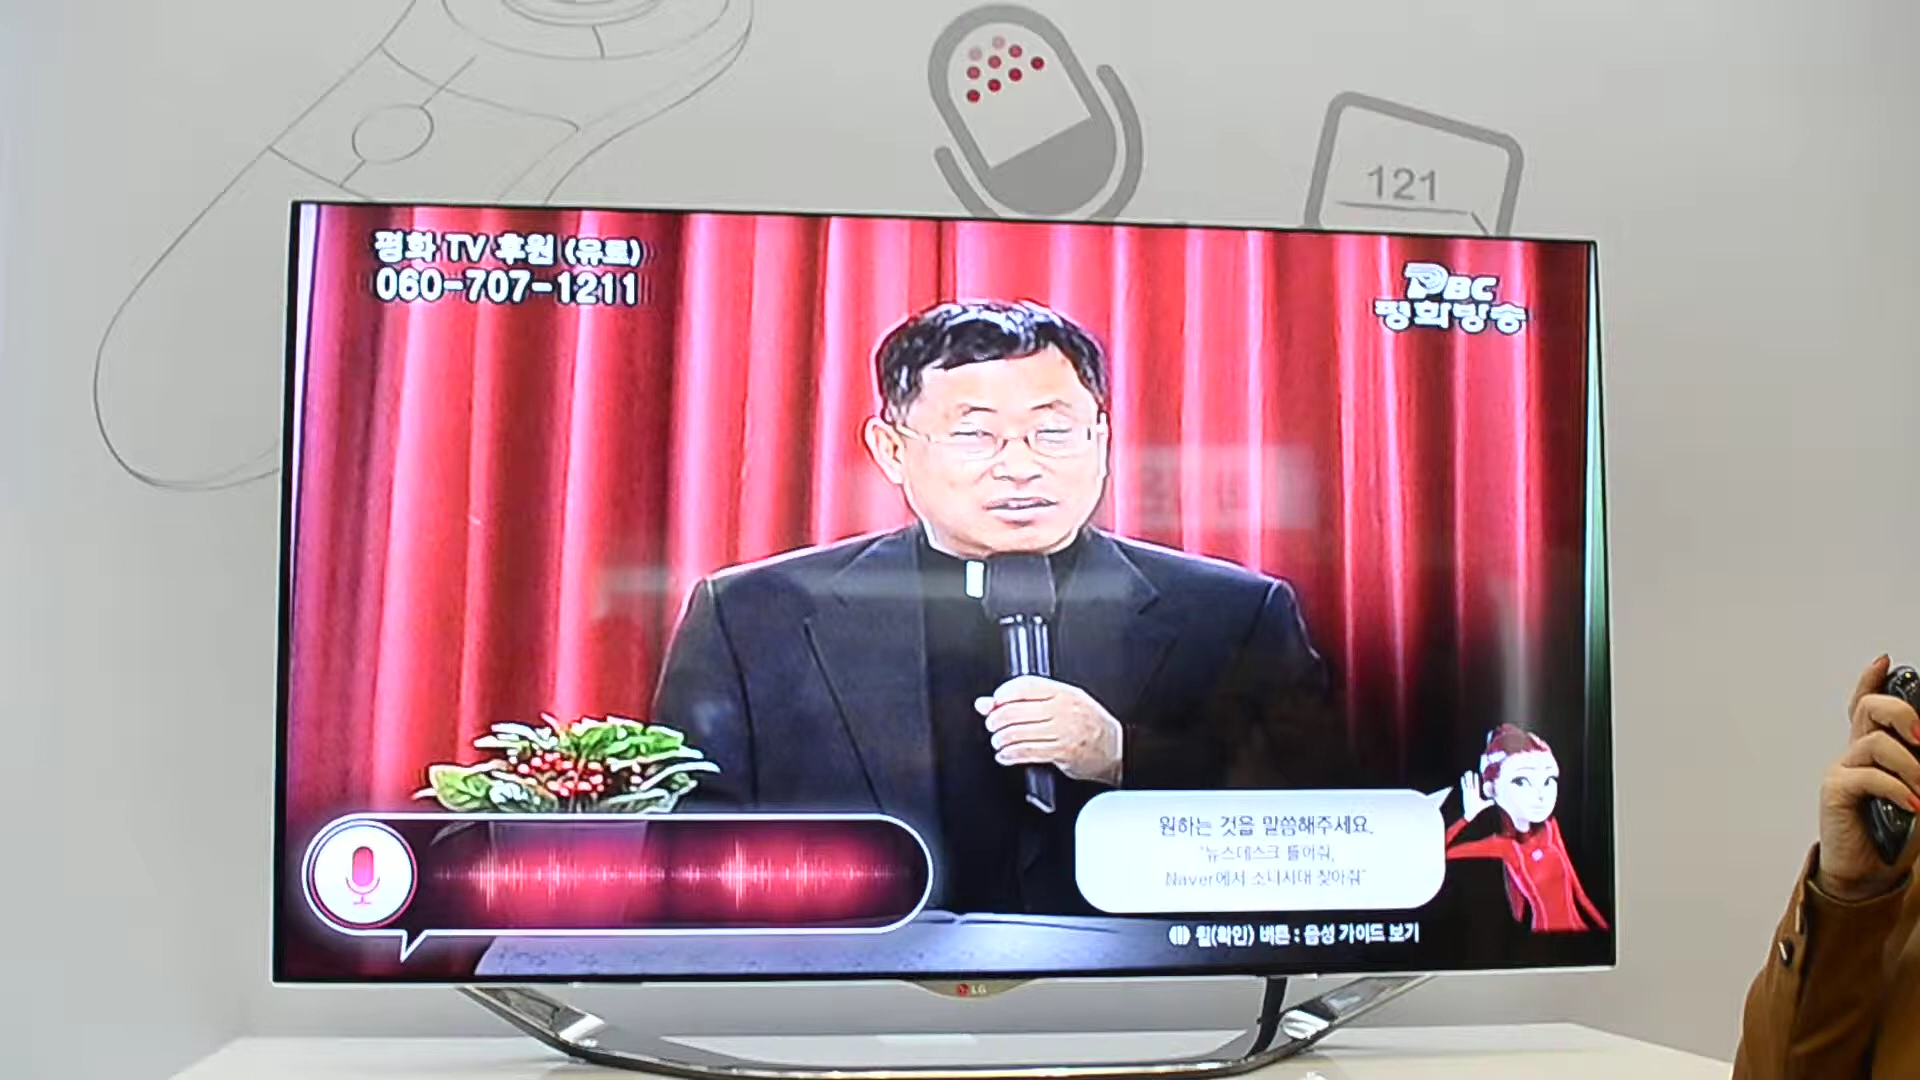 121
평화 TV 후원 (유료)
060-707-1211
PBC
평화방송
원하는 것을 말씀해주세요.
"뉴스데스크 틀어줘,
Naver에서 소녀시대 찾아줘"
휠(확인) 버튼 : 음성 가이드 보기
LG